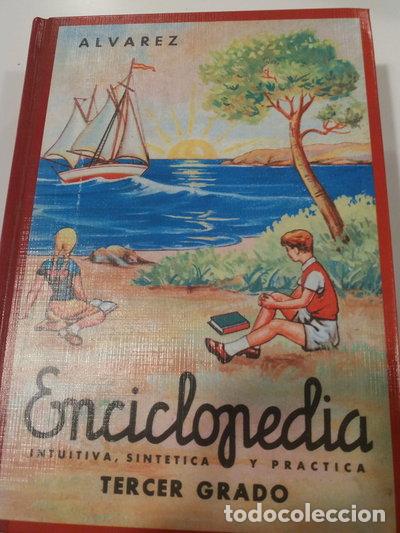 ALVAREZ
Enciclopedia
INTUITIVA, SINTETICA Y PRACTICA
TERCER GRADO
todocoleccion